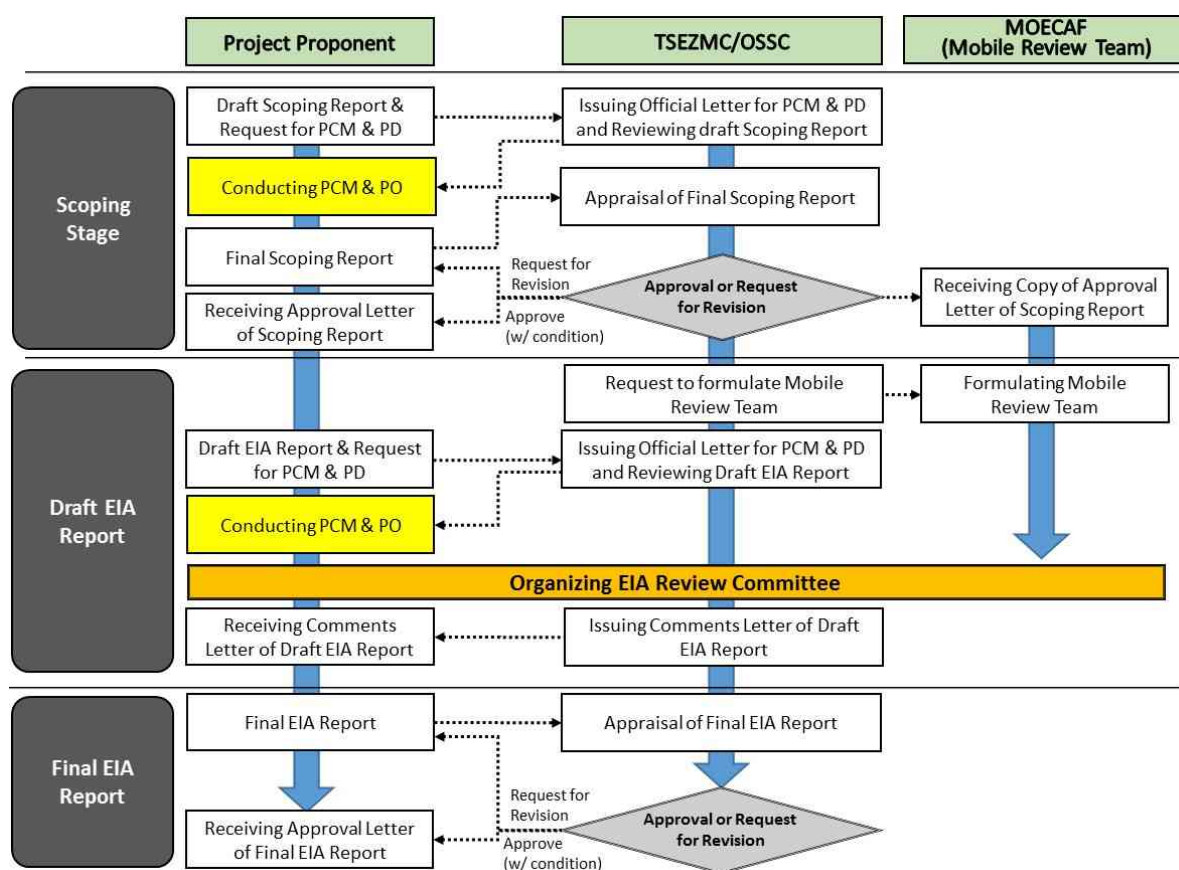 Project Proponent
TSEZMC/OSSC
MOECAF
(Mobile Review Team)
Scoping
Stage
Draft Scoping Report &
Request for PCM & PD
Issuing Official Letter for PCM & PD
and Reviewing draft Scoping Report
Conducting PCM & PO
Appraisal of Final Scoping Report
Final Scoping Report
Request for
Revision
Approval or Request
for Revision
Receiving Copy of Approval
Letter of Scoping Report
Receiving Approval Letter
of Scoping Report
Approve
(w/ condition)
Draft EIA
Report
Request to formulate Mobile
Review Team
Formulating Mobile
Review Team
Draft EIA Report & Request
for PCM & PD
Issuing Official Letter for PCM & PD
and Reviewing Draft EIA Report
Conducting PCM & PO
Organizing EIA Review Committee
Receiving Comments
Letter of Draft EIA Report
Issuing Comments Letter of Draft
EIA Report
Final EIA
Report
Final EIA Report
Appraisal of Final EIA Report
Request for
Revision
Approval or Request
for Revision
Receiving Approval Letter
of Final EIA Report
Approve
(w/ condition)